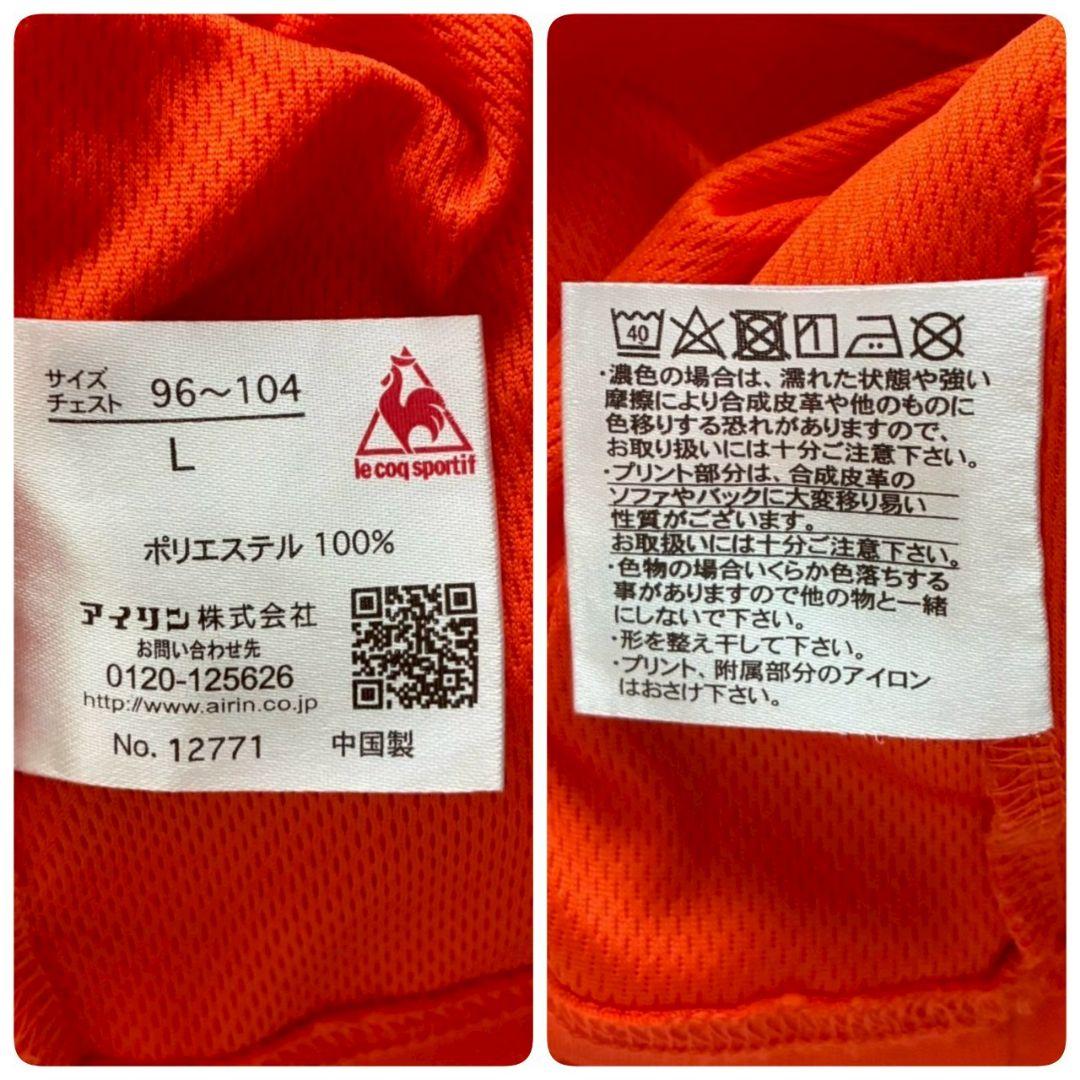 サイズ
チェスト 96～104
L
le coq sportif
ポリエステル 100%
アイリン株式会社
お問い合わせ先
0120-125626
http://www.airin.co.jp
No. 12771 中国製
40
・濃色の場合は、濡れた状態や強い
摩擦により合成皮革や他のものに
色移りする恐れがありますので、
お取り扱いには十分ご注意下さい。
・プリント部分は、合成皮革の
ソファやバックに大変移り易い
性質がございます。
お取扱いには十分ご注意下さい。
・色物の場合いくらか色落ちする
事がありますので他の物と一緒
にしないで下さい。
・形を整え干して下さい。
・プリント、附属部分のアイロン
はおさけ下さい。